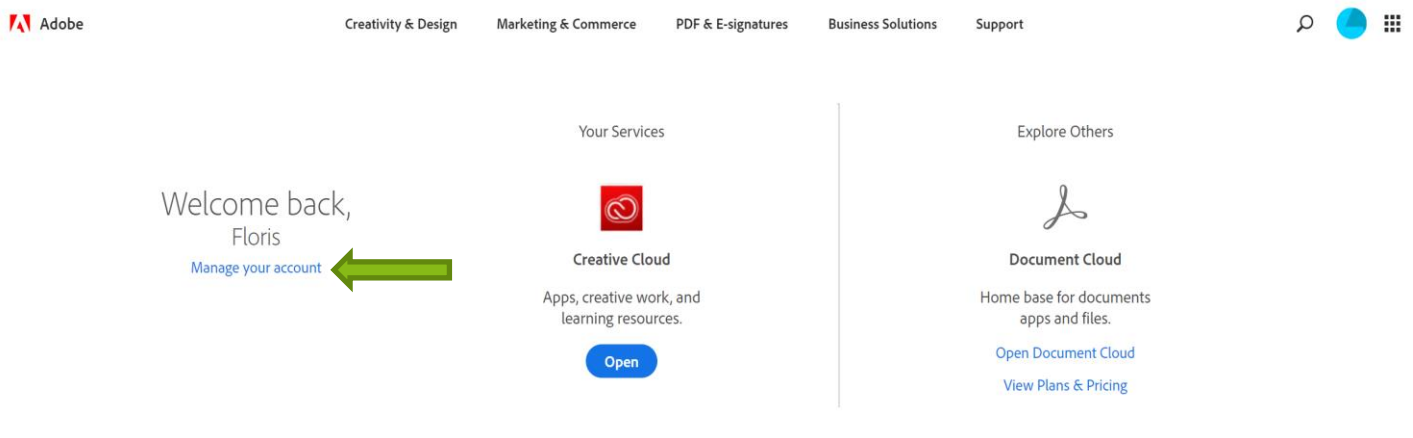 Adobe
Creativity & Design
Marketing & Commerce
PDF & E-signatures
Business Solutions
Support
Welcome back,
Floris
Manage your account
Your Services
Creative Cloud
Apps, creative work, and
learning resources.
Open
Explore Others
Document Cloud
Home base for documents
apps and files.
Open Document Cloud
View Plans & Pricing